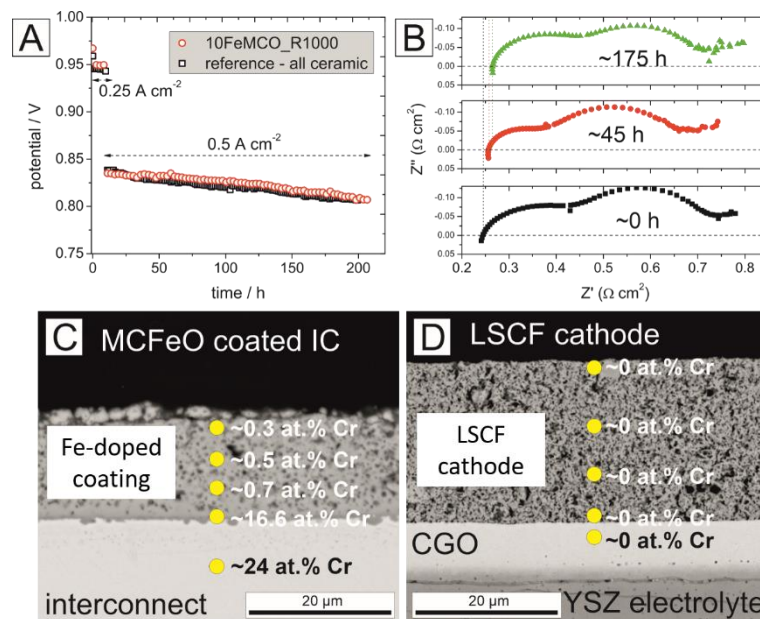 A
10FeMCO_R1000
reference - all ceramic
0.25 A cm⁻²
0.5 A cm⁻²
1.00
0.95
0.90
0.85
0.80
0.75
potential / V
0
50
100
150
200
time / h
B
-0.10
-0.05
0.00
0.05
~175 h
-0.10
-0.05
0.00
0.05
~45 h
-0.10
-0.05
0.00
0.05
~0 h
Z'' (Ω cm²)
0.2
0.3
0.4
0.5
0.6
0.7
0.8
Z' (Ω cm²)
C
MCFeO coated IC
Fe-doped
coating
~0.3 at.% Cr
~0.5 at.% Cr
~0.7 at.% Cr
~16.6 at.% Cr
~24 at.% Cr
interconnect
20 µm
D
LSCF cathode
~0 at.% Cr
~0 at.% Cr
LSCF
cathode
~0 at.% Cr
~0 at.% Cr
~0 at.% Cr
CGO
20 µm
YSZ electrolyte